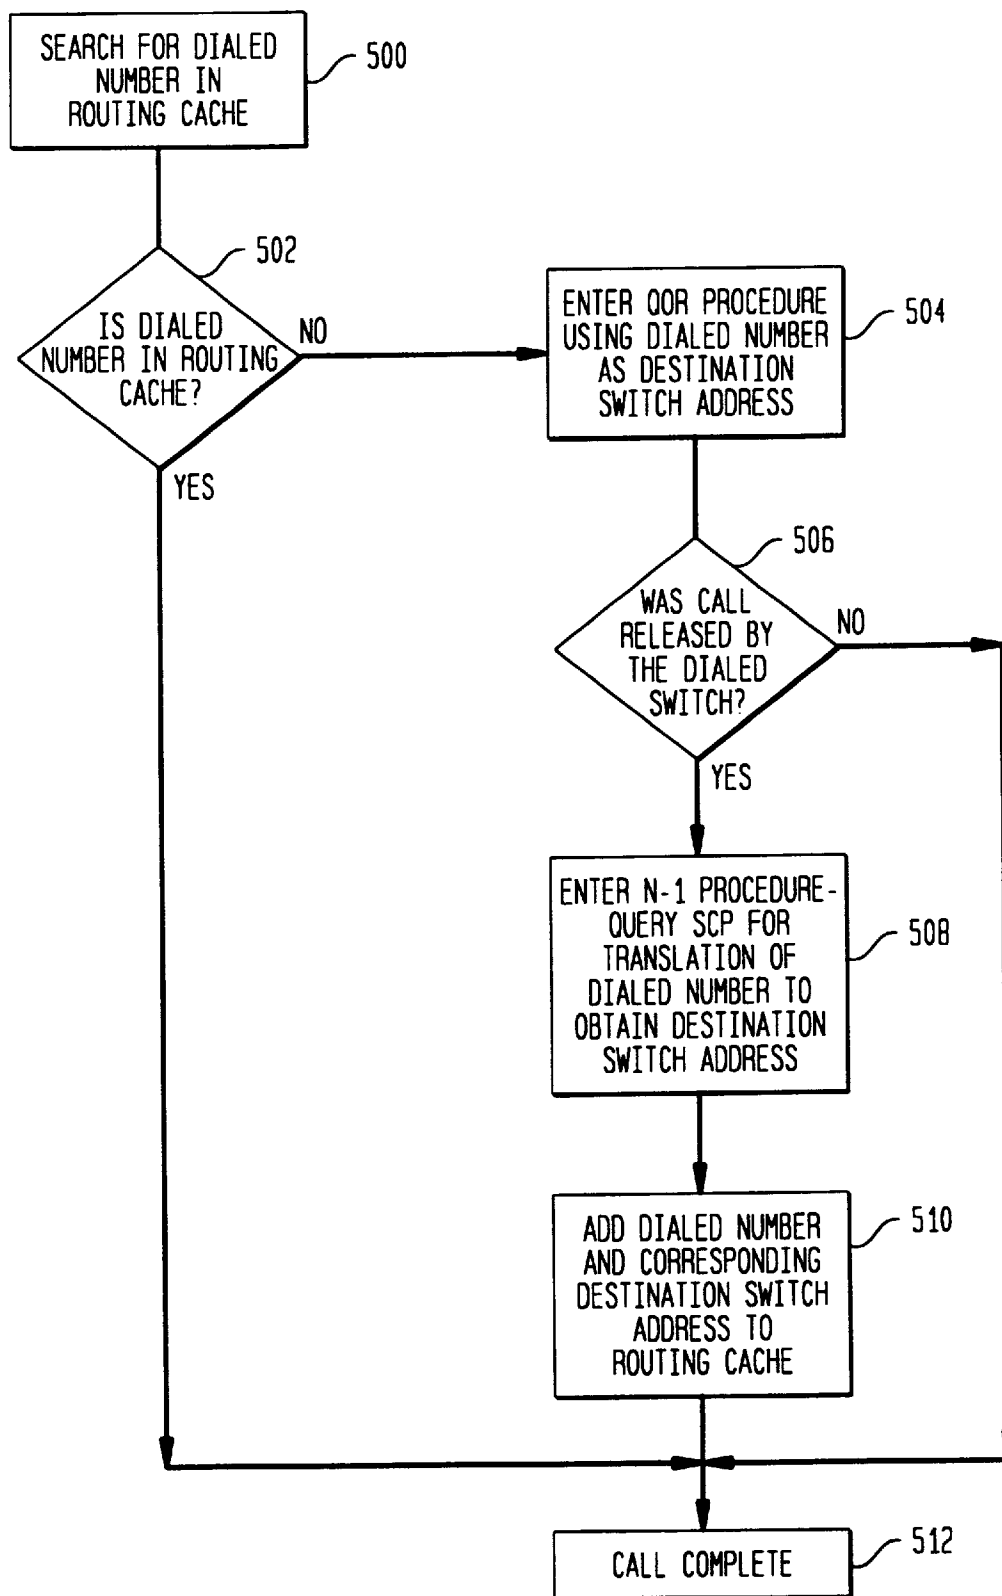 SEARCH FOR DIALED
NUMBER IN
ROUTING CACHE
500
502
IS DIALED
NUMBER IN ROUTING
CACHE?
NO
YES
ENTER QOR PROCEDURE
USING DIALED NUMBER
AS DESTINATION
SWITCH ADDRESS
504
506
WAS CALL
RELEASED BY
THE DIALED
SWITCH?
NO
YES
ENTER N-1 PROCEDURE-
QUERY SCP FOR
TRANSLATION OF
DIALED NUMBER TO
OBTAIN DESTINATION
SWITCH ADDRESS
508
ADD DIALED NUMBER
AND CORRESPONDING
DESTINATION SWITCH
ADDRESS TO
ROUTING CACHE
510
CALL COMPLETE
512